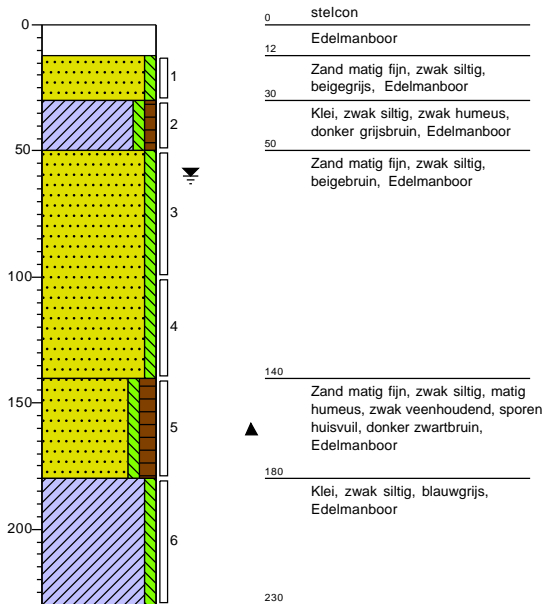 0
50
100
150
200
1
2
3
4
5
6
0
stelcon
Edelmanboor
12
Zand matig fijn, zwak siltig,
beigegrijs, Edelmanboor
30
Klei, zwak siltig, zwak humeus,
donker grijsbruin, Edelmanboor
50
Zand matig fijn, zwak siltig,
beigebruin, Edelmanboor
140
Zand matig fijn, zwak siltig, matig
humeus, zwak veenhoudend, sporen
huisvuil, donker zwartbruin,
Edelmanboor
180
Klei, zwak siltig, blauwgrijs,
Edelmanboor
230